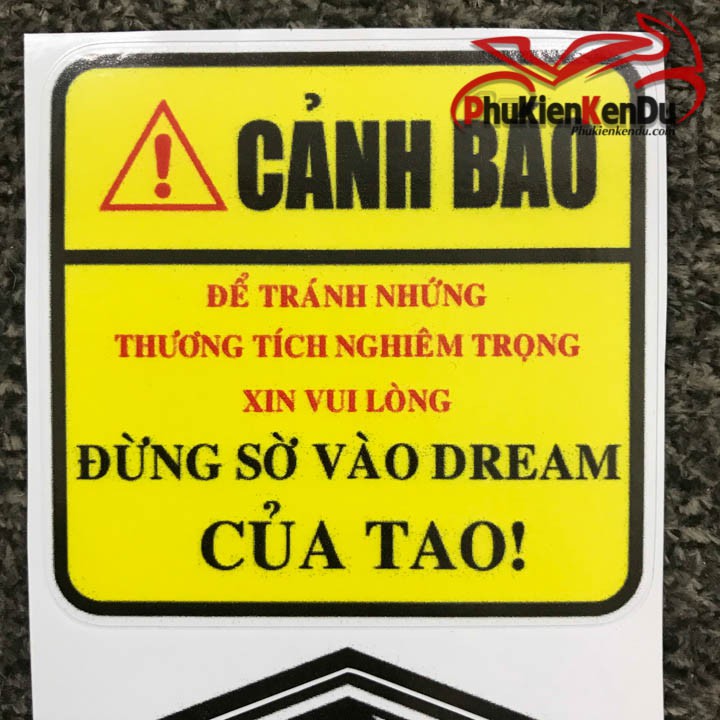 PhuKienKenDu
Phukienkendu.com
CẢNH BÁO
ĐỂ TRÁNH NHỨNG
THƯƠNG TÍCH NGHIÊM TRỌNG
XIN VUI LÒNG
ĐỪNG SỜ VÀO DREAM
CỦA TAO!